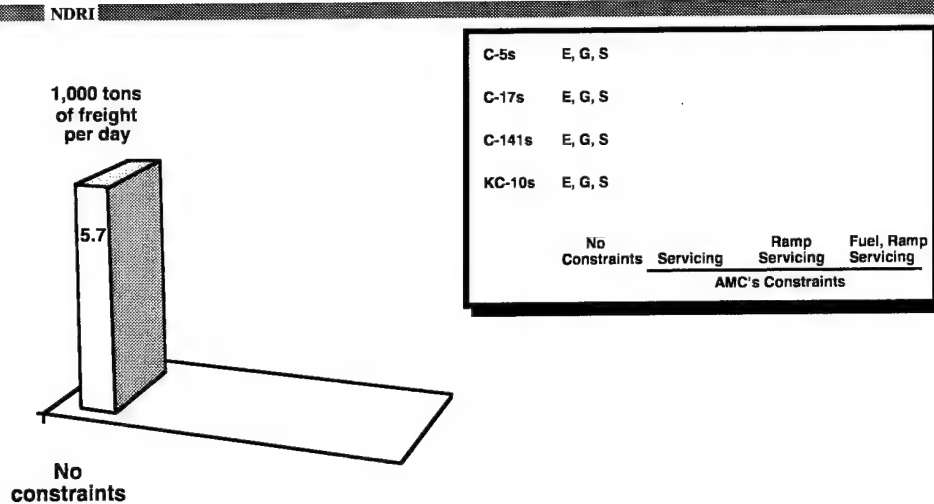 NDRI
1,000 tons
of freight
per day
5.7
No
constraints
C-5s E, G, S
C-17s E, G, S
C-141s E, G, S
KC-10s E, G, S
No Ramp Fuel, Ramp
Constraints Servicing Servicing Servicing
AMC's Constraints